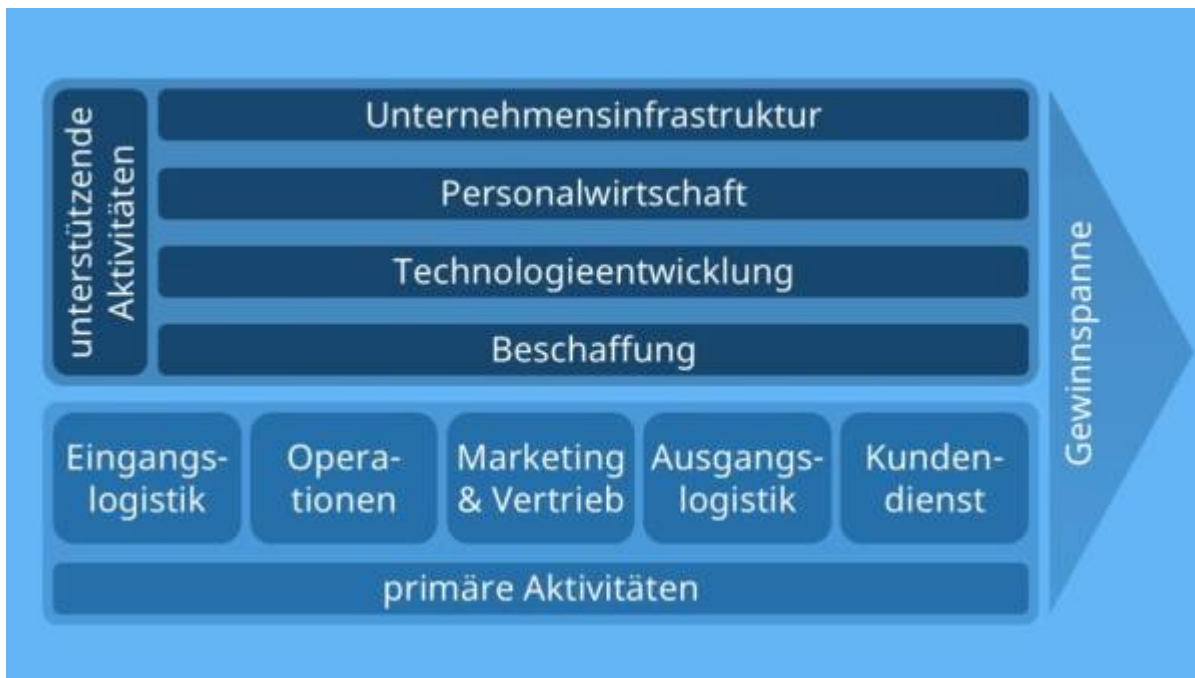 unterstützende
Aktivitäten
Unternehmensinfrastruktur
Personalwirtschaft
Technologieentwicklung
Beschaffung
Eingangs-
logistik
Opera-
tionen
Marketing
& Vertrieb
Ausgangs-
logistik
Kunden-
dienst
primäre Aktivitäten
Gewinnspanne